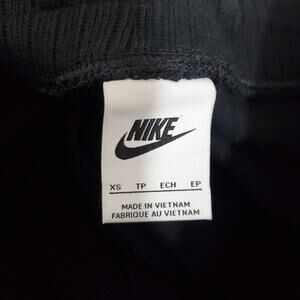 NIKE
XS TP ECH EP
MADE IN VIETNAM
FABRIQUE AU VIETNAM